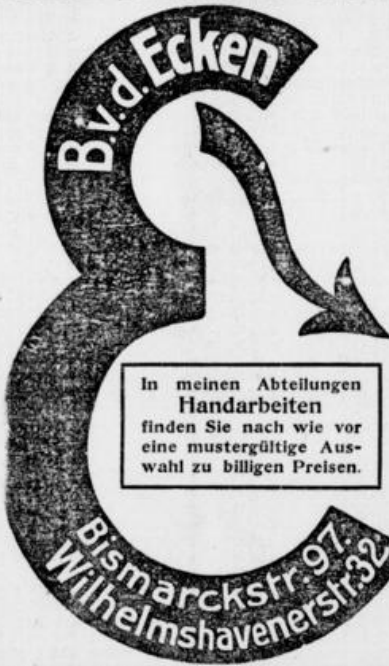 B.v.d. Ecken
In meinen Abteilungen
Handarbeiten
finden Sie nach wie vor
eine mustergültige Aus-
wahl zu billigen Preisen.
Bismarckstr. 97.
Wilhelmshavenerstr. 32.